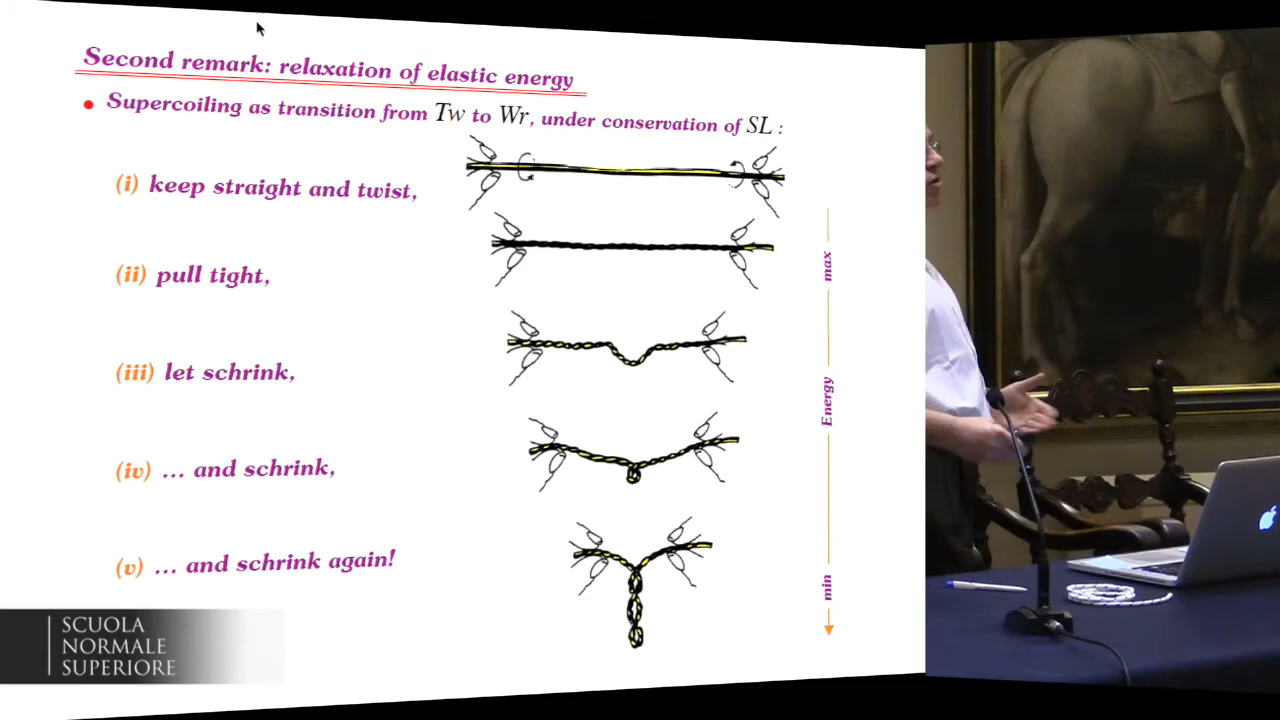 Second remark: relaxation of elastic energy
• Supercoiling as transition from Tw to Wr, under conservation of SL :
(i) keep straight and twist,
(ii) pull tight,
(iii) let schrink,
(iv) ... and schrink,
(v) ... and schrink again!
max
Energy
min
SCUOLA
NORMALE
SUPERIORE